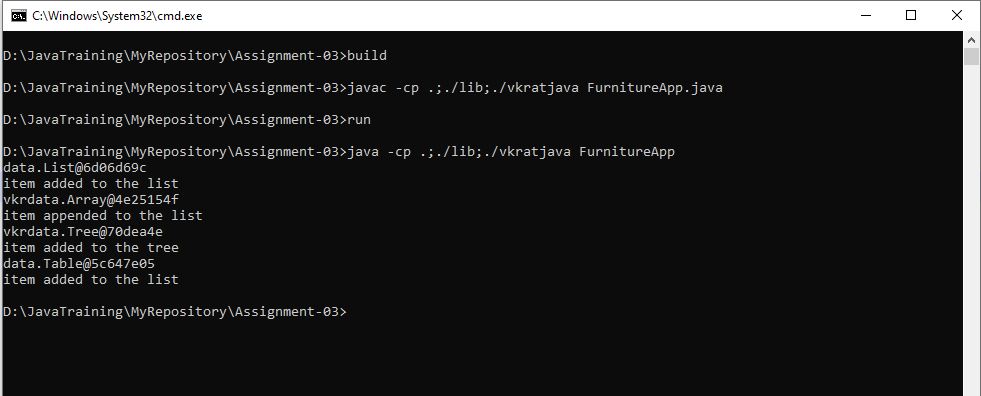 C:\Windows\System32\cmd.exe
D:\JavaTraining\MyRepository\Assignment-03>build
D:\JavaTraining\MyRepository\Assignment-03>javac -cp .;./lib;./vkratjava FurnitureApp.java
D:\JavaTraining\MyRepository\Assignment-03>run
D:\JavaTraining\MyRepository\Assignment-03>java -cp .;./lib;./vkratjava FurnitureApp
data.List@6d06d69c
item added to the list
vkrdata.Array@4e25154f
item appended to the list
vkrdata.Tree@70dea4e
item added to the tree
data.Table@5c647e05
item added to the list
D:\JavaTraining\MyRepository\Assignment-03>